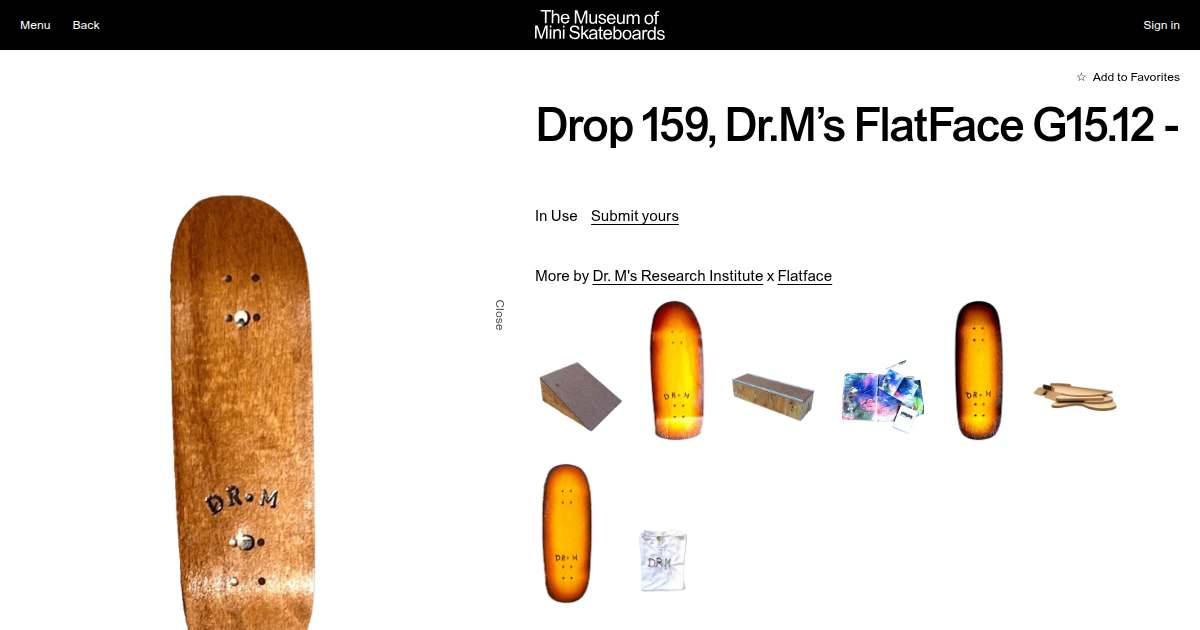 Menu
Back
The Museum of
Mini Skateboards
Sign in
☆ Add to Favorites
Drop 159, Dr.M’s FlatFace G15.12 -
In Use
Submit yours
More by Dr. M's Research Institute x Flatface
Close
DR•M
DR•M
DR•M
DR•M
DRM